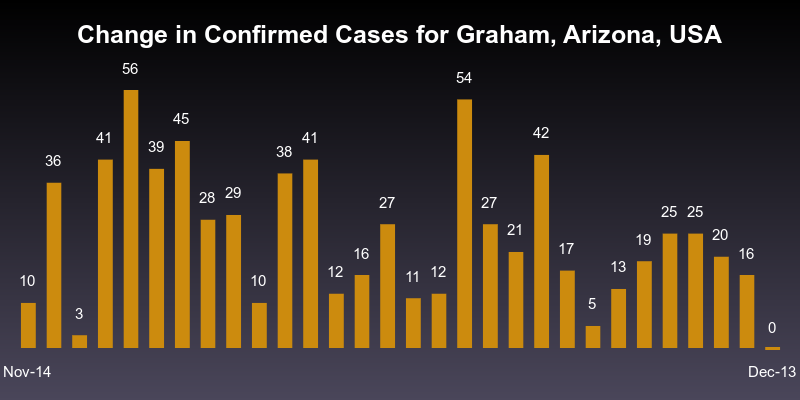 Change in Confirmed Cases for Graham, Arizona, USA
10 36 3 41 56 39 45 28 29 10 38 41 12 16 27 11 12 54 27 21 42 17 5 13 19 25 25 20 16 0
Nov-14 Dec-13